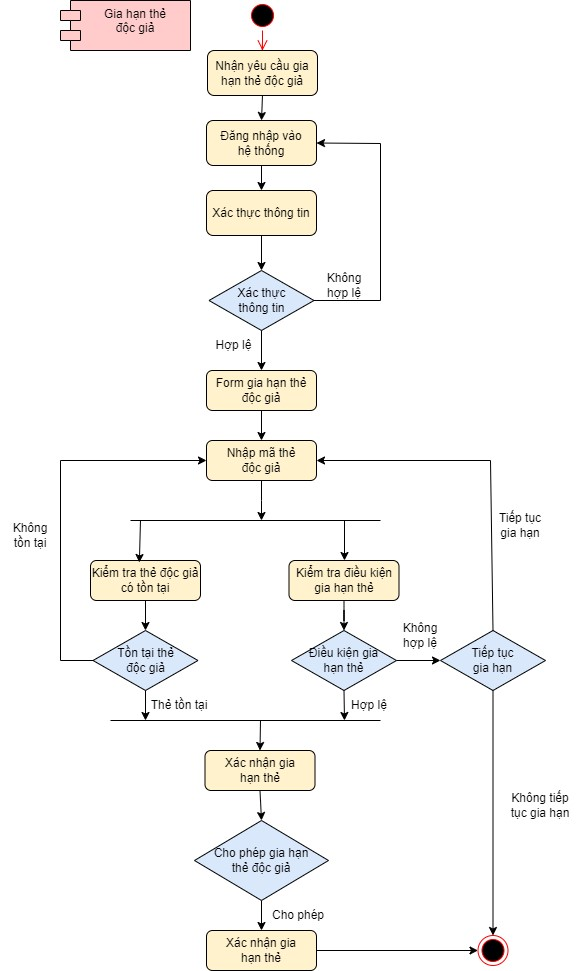 Gia hạn thẻ
độc giả
Nhận yêu cầu gia
hạn thẻ độc giả
Đăng nhập vào
hệ thống
Xác thực thông tin
Xác thực
thông tin
Không
hợp lệ
Hợp lệ
Form gia hạn thẻ
độc giả
Nhập mã thẻ
độc giả
Không
tồn tại
Tiếp tục
gia hạn
Kiểm tra thẻ độc giả
có tồn tại
Kiểm tra điều kiện
gia hạn thẻ
Tồn tại thẻ
độc giả
Điều kiện gia
hạn thẻ
Không
hợp lệ
Tiếp tục
gia hạn
Thẻ tồn tại
Hợp lệ
Xác nhận gia
hạn thẻ
Không tiếp
tục gia hạn
Cho phép gia hạn
thẻ độc giả
Cho phép
Xác nhận gia
hạn thẻ